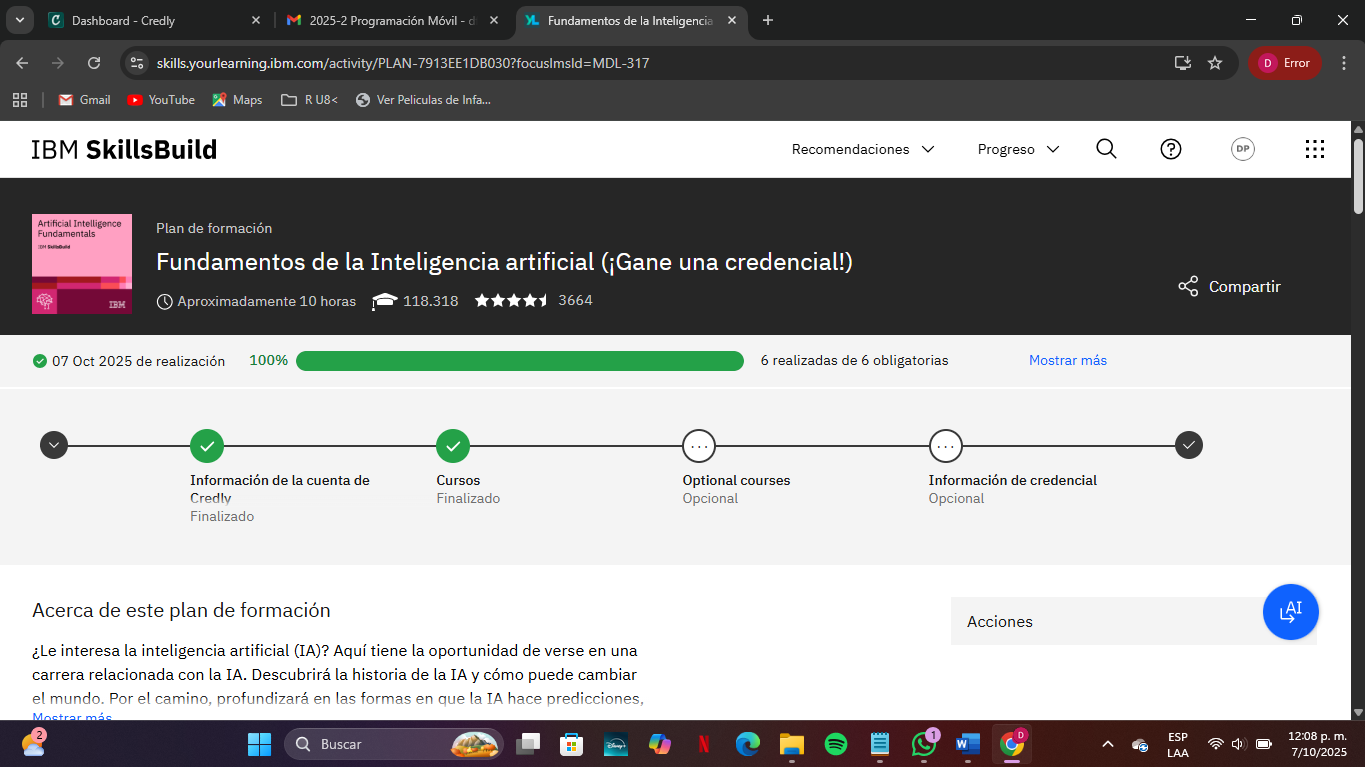 Dashboard - Credly
2025-2 Programación Móvil - d
Fundamentos de la Inteligencia
skills.yourlearning.ibm.com/activity/PLAN-7913EE1DB030?focuslmsId=MDL-317
D Error
Gmail
YouTube
Maps
R U8<
Ver Peliculas de Infa...
IBM SkillsBuild
Recomendaciones
Progreso
DP
Artificial Intelligence
Fundamentals
IBM SkillsBuild
IBM
Plan de formación
Fundamentos de la Inteligencia artificial (¡Gane una credencial!)
Aproximadamente 10 horas
118.318
3664
Compartir
07 Oct 2025 de realización
100%
6 realizadas de 6 obligatorias
Mostrar más
Información de la cuenta de
Credly
Finalizado
Cursos
Finalizado
Optional courses
Opcional
Información de credencial
Opcional
Acerca de este plan de formación
¿Le interesa la inteligencia artificial (IA)? Aquí tiene la oportunidad de verse en una
carrera relacionada con la IA. Descubrirá la historia de la IA y cómo puede cambiar
el mundo. Por el camino, profundizará en las formas en que la IA hace predicciones,
Mostrar más
Acciones
AI
2
Buscar
Disney+
N
1
W
D
ESP
LAA
12:08 p. m.
7/10/2025